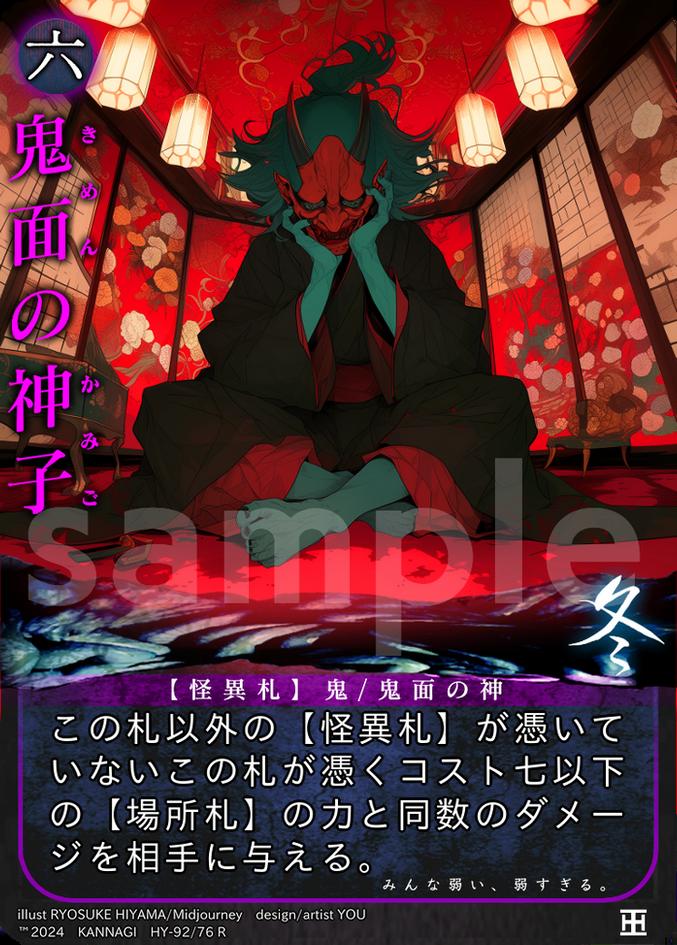 六
鬼面の神子
きめん かみご
sample
冬
【怪異札】鬼/鬼面の神
この札以外の【怪異札】が憑いて
いないこの札が憑くコスト七以下
の【場所札】の力と同数のダメー
ジを相手に与える。
みんな弱い、弱すぎる。
illust RYOSUKE HIYAMA/Midjourney design/artist YOU
™2024 KANNAGI HY-92/76 R